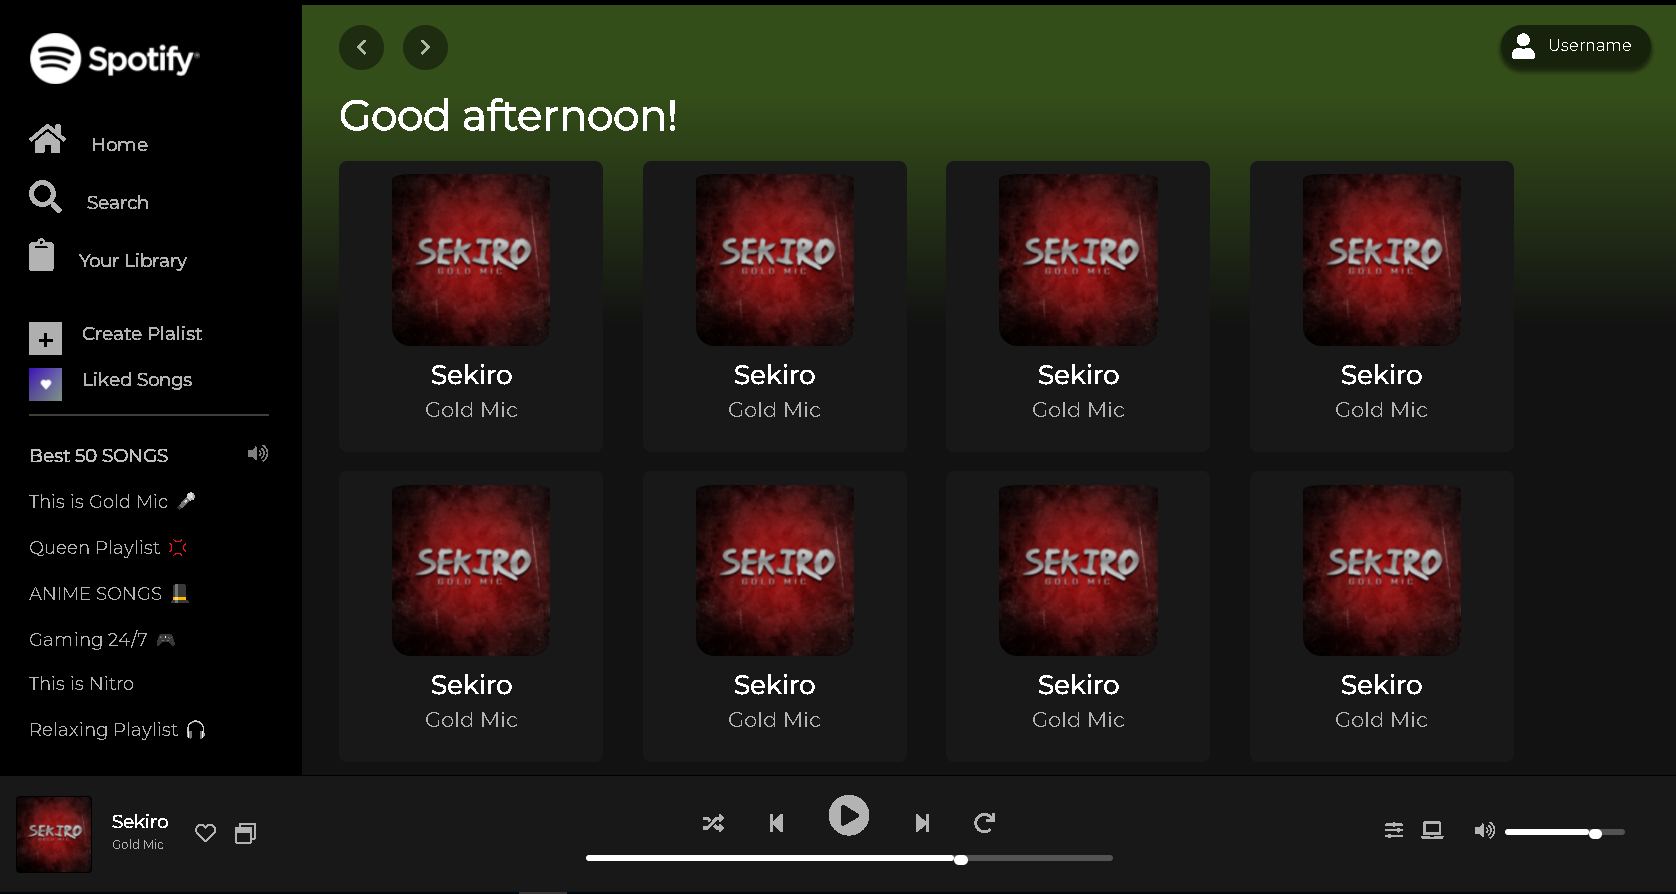 Spotify
Home
Search
Your Library
Create Plalist
Liked Songs
Best 50 SONGS
This is Gold Mic 🎤
Queen Playlist 💢
ANIME SONGS 🎩
Gaming 24/7 🎮
This is Nitro
Relaxing Playlist 🎧
Username
Good afternoon!
SEKIRO
GOLD MIC
Sekiro
Gold Mic
SEKIRO
GOLD MIC
Sekiro
Gold Mic
SEKIRO
GOLD MIC
Sekiro
Gold Mic
SEKIRO
GOLD MIC
Sekiro
Gold Mic
SEKIRO
GOLD MIC
Sekiro
Gold Mic
SEKIRO
GOLD MIC
Sekiro
Gold Mic
SEKIRO
GOLD MIC
Sekiro
Gold Mic
SEKIRO
GOLD MIC
Sekiro
Gold Mic
SEKIRO
GOLD MIC
Sekiro
Gold Mic